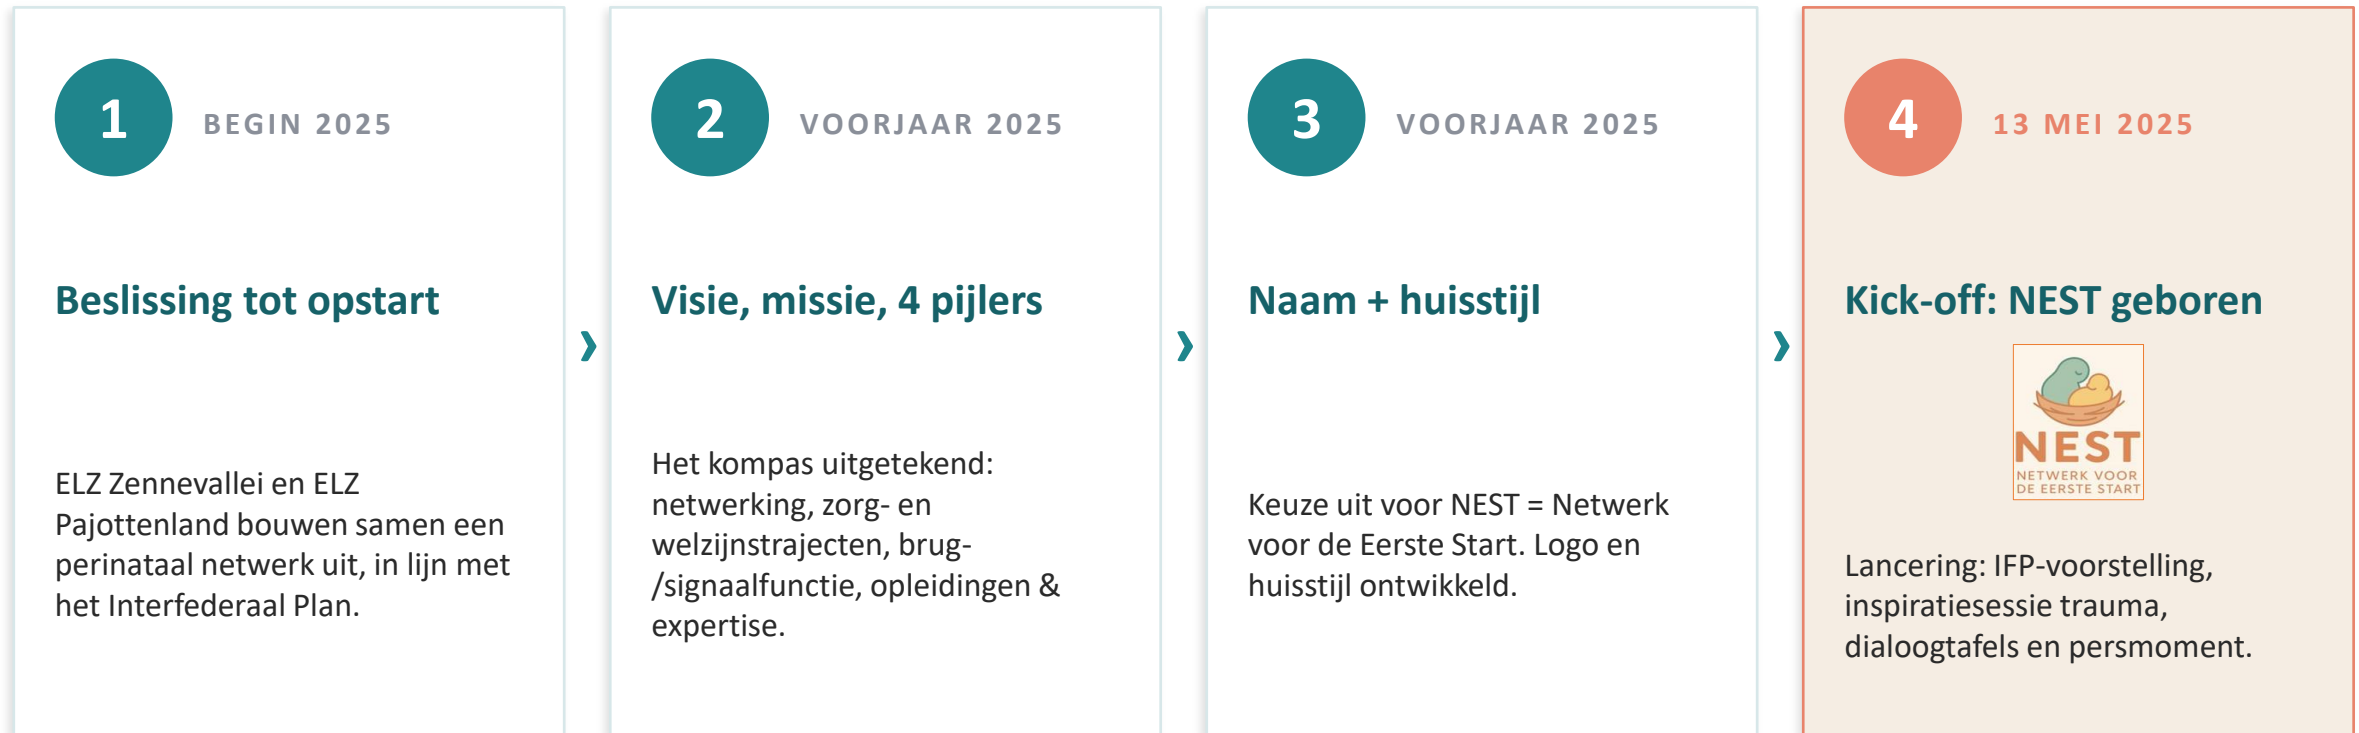 1
BEGIN 2025
Beslissing tot opstart
ELZ Zennevallei en ELZ
Pajottenland bouwen samen een
perinataal netwerk uit, in lijn met
het Interfederaal Plan.
›
2
VOORJAAR 2025
Visie, missie, 4 pijlers
Het kompas uitgetekend:
netwerking, zorg- en
welzijnstrajecten, brug-
/signaalfunctie, opleidingen &
expertise.
›
3
VOORJAAR 2025
Naam + huisstijl
Keuze uit voor NEST = Netwerk
voor de Eerste Start. Logo en
huisstijl ontwikkeld.
›
4
13 MEI 2025
Kick-off: NEST geboren
NEST
NETWERK VOOR
DE EERSTE START
Lancering: IFP-voorstelling,
inspiratiesessie trauma,
dialoogtafels en persmoment.